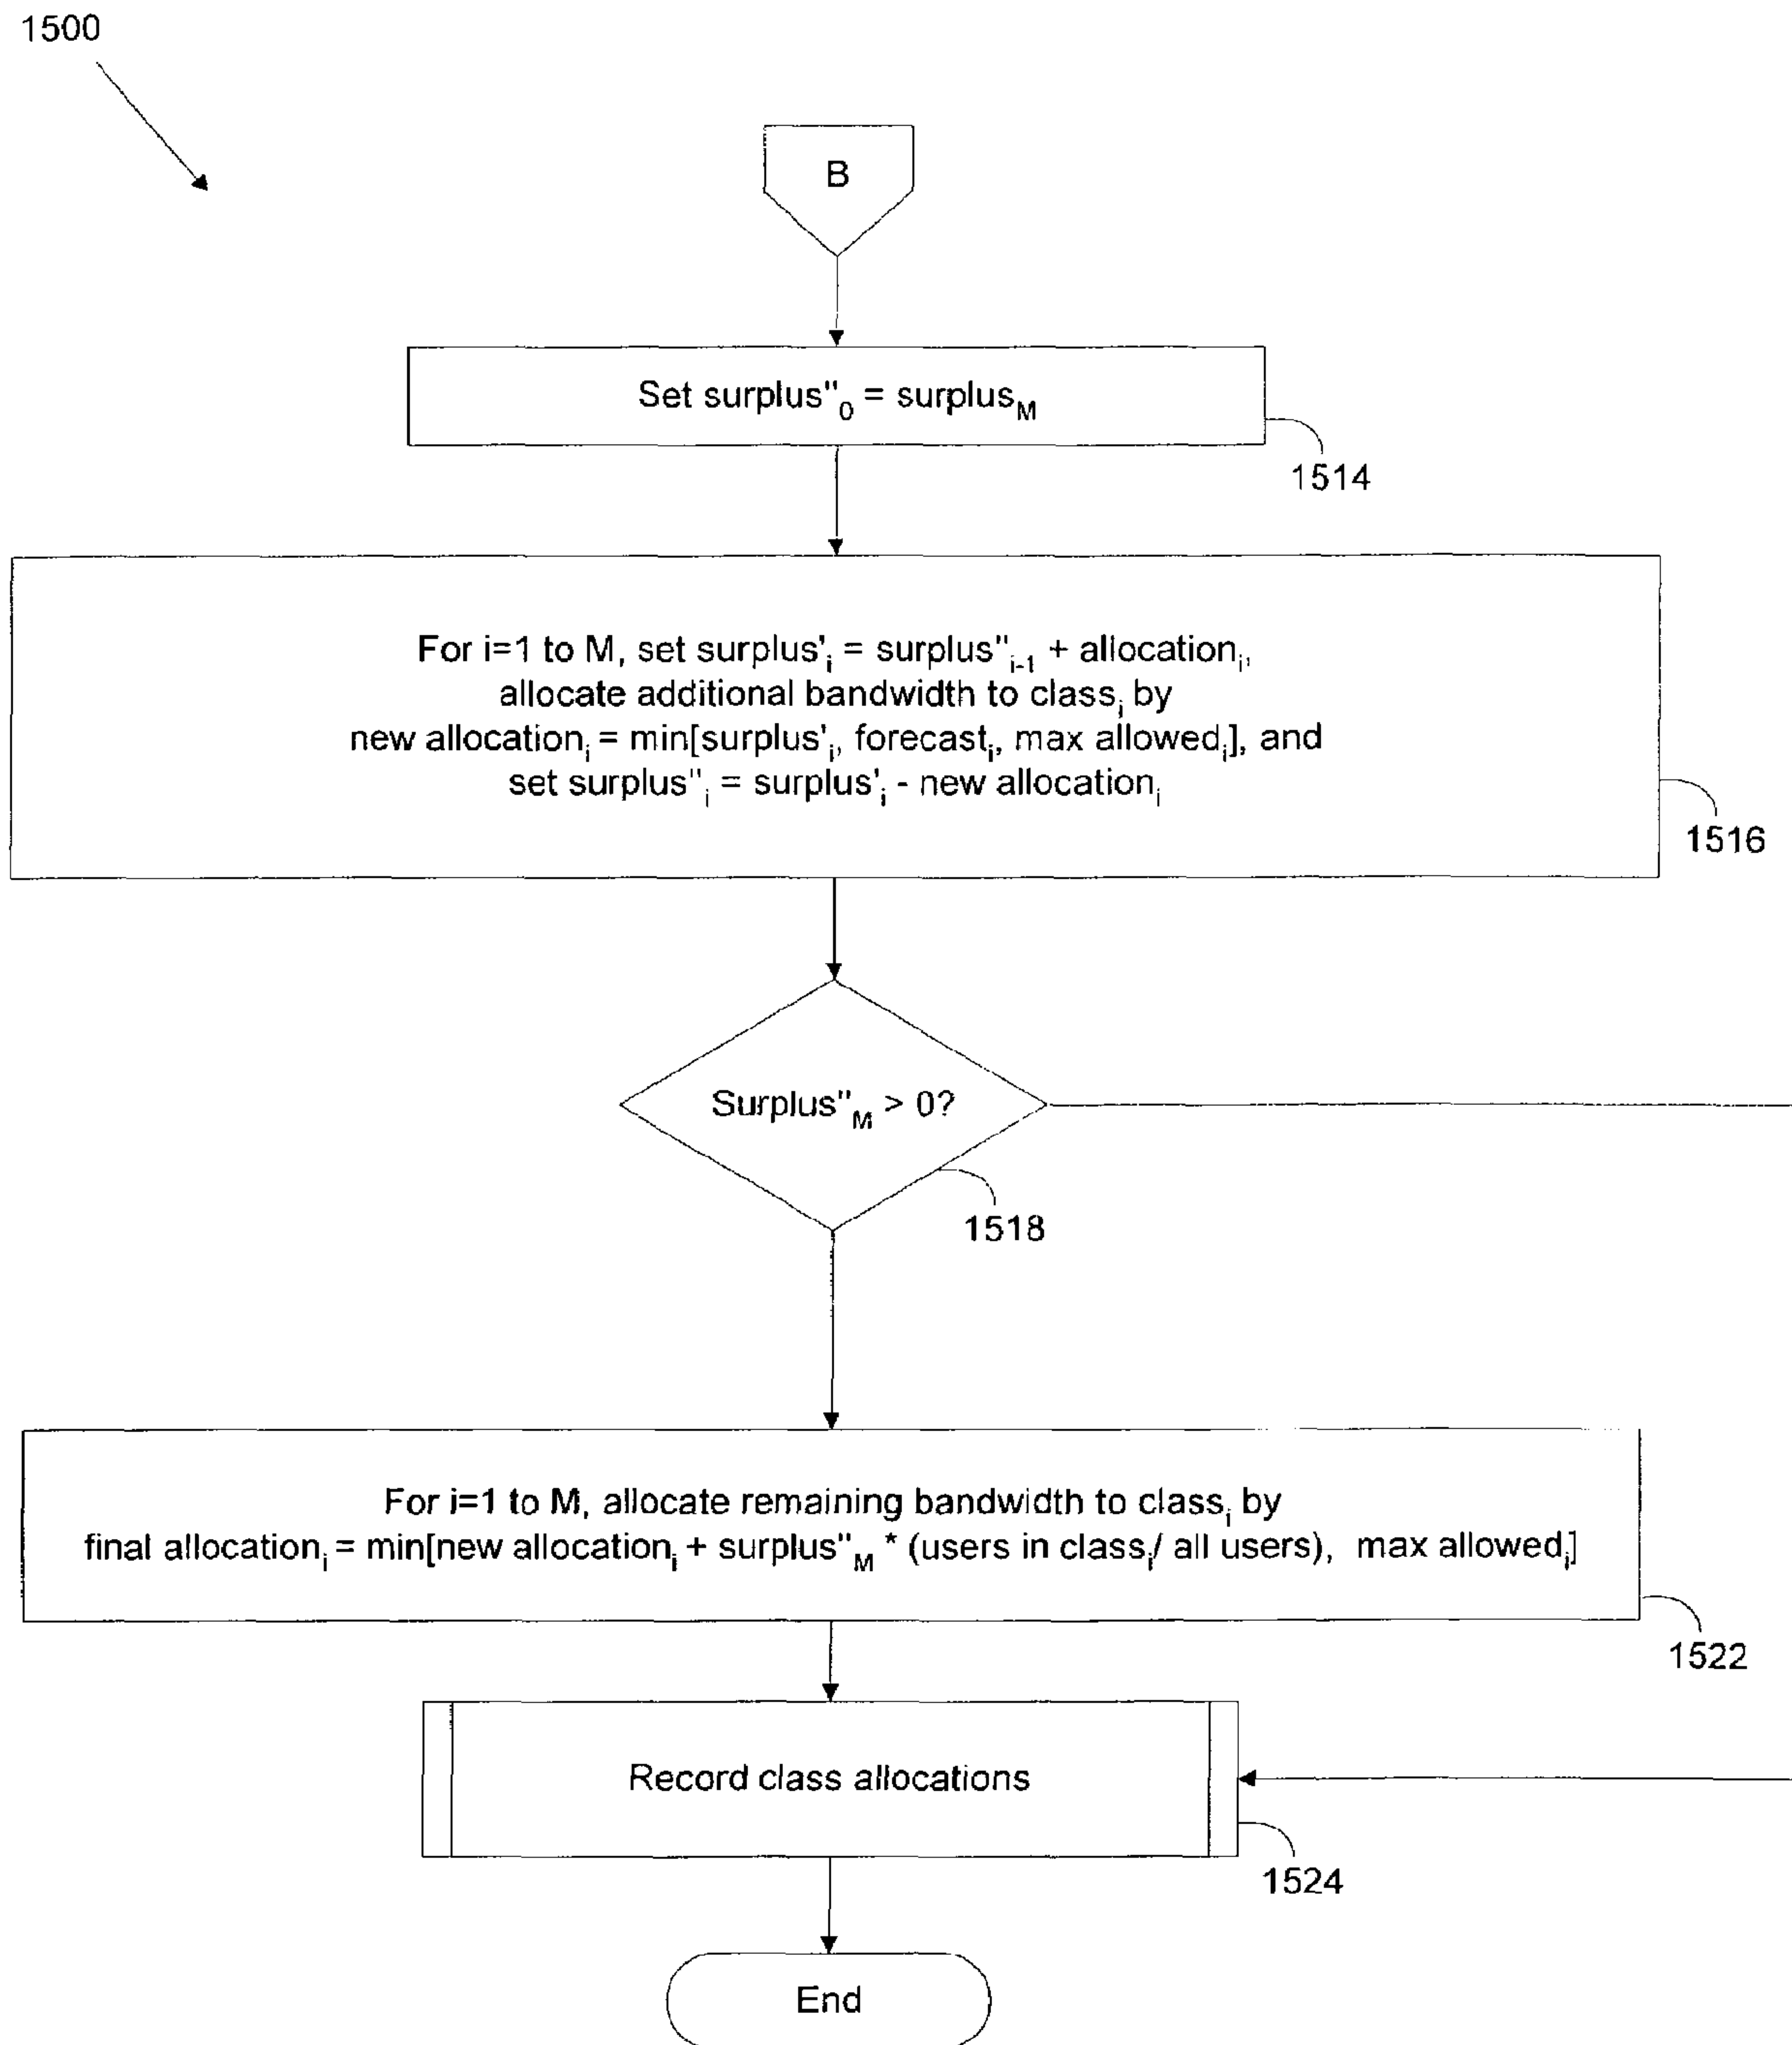 1500
B
Set surplus"₀ = surplus_M
1514
For i=1 to M, set surplus'ᵢ = surplus"ᵢ₋₁ + allocationᵢ,
allocate additional bandwidth to classᵢ by
new allocationᵢ = min[surplus'ᵢ, forecastᵢ, max allowedᵢ], and
set surplus"ᵢ = surplus'ᵢ - new allocationᵢ
1516
Surplus"_M > 0?
1518
For i=1 to M, allocate remaining bandwidth to classᵢ by
final allocationᵢ = min[new allocationᵢ + surplus"_M * (users in classᵢ/ all users), max allowedᵢ]
1522
Record class allocations
1524
End